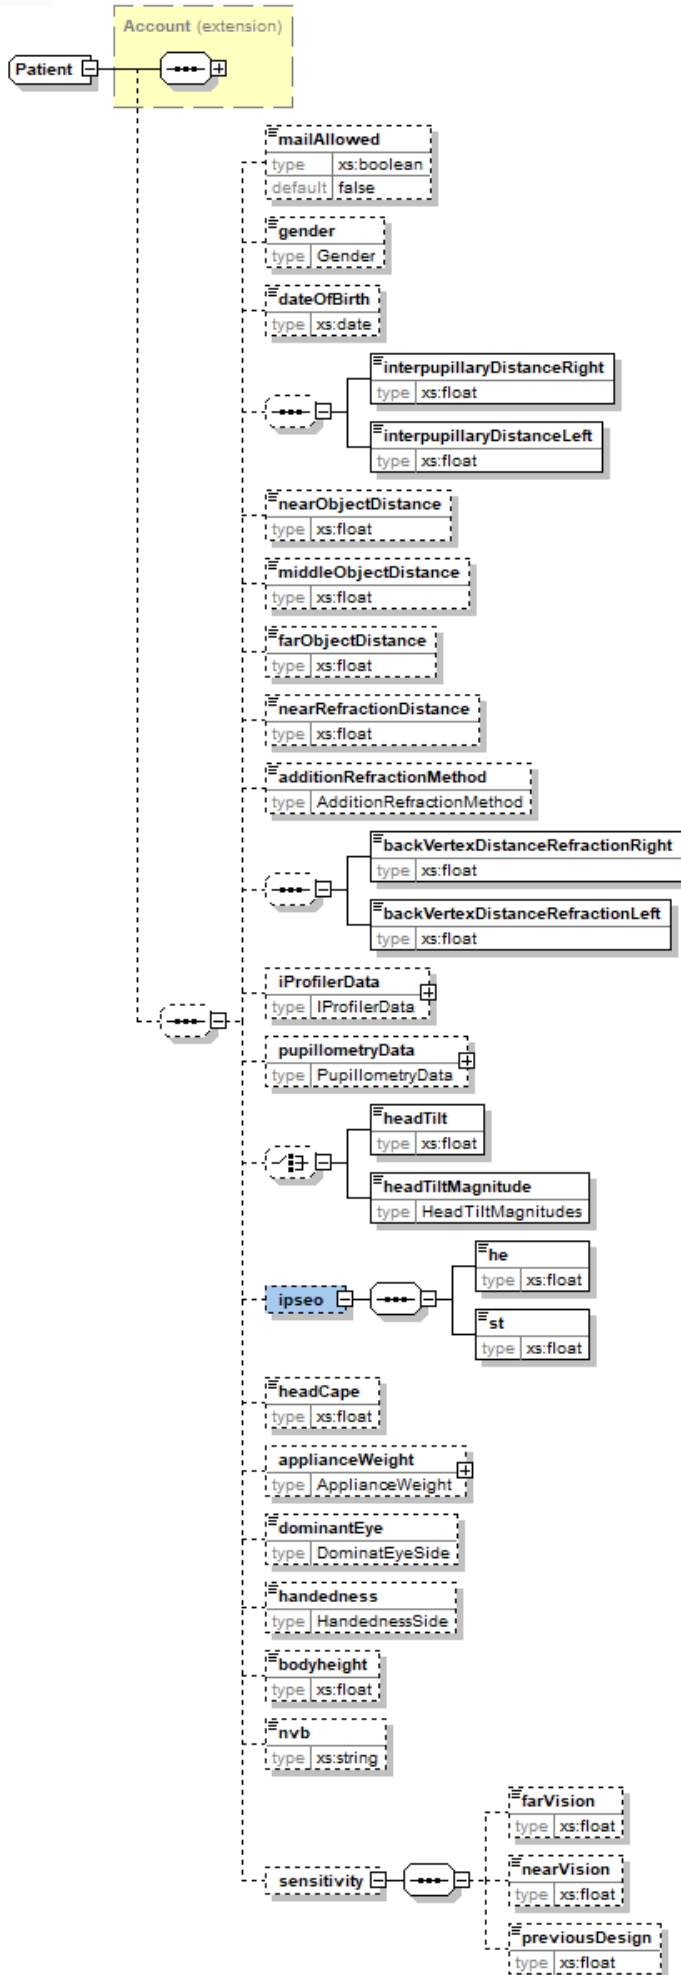 Account (extension)
Patient
mailAllowed
type xs:boolean
default false
gender
type Gender
dateOfBirth
type xs:date
interpupillaryDistanceRight
type xs:float
interpupillaryDistanceLeft
type xs:float
nearObjectDistance
type xs:float
middleObjectDistance
type xs:float
farObjectDistance
type xs:float
nearRefractionDistance
type xs:float
additionRefractionMethod
type AdditionRefractionMethod
backVertexDistanceRefractionRight
type xs:float
backVertexDistanceRefractionLeft
type xs:float
iProfilerData
type IProfilerData
pupillometryData
type PupillometryData
headTilt
type xs:float
headTiltMagnitude
type HeadTiltMagnitudes
he
type xs:float
ipseo
st
type xs:float
headCape
type xs:float
applianceWeight
type ApplianceWeight
dominantEye
type DominatEyeSide
handedness
type HandednessSide
bodyheight
type xs:float
nvb
type xs:string
farVision
type xs:float
nearVision
sensitivity
type xs:float
previousDesign
type xs:float